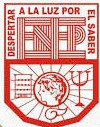 DESPERTAR A LA LUZ POR EL SABER
ENP